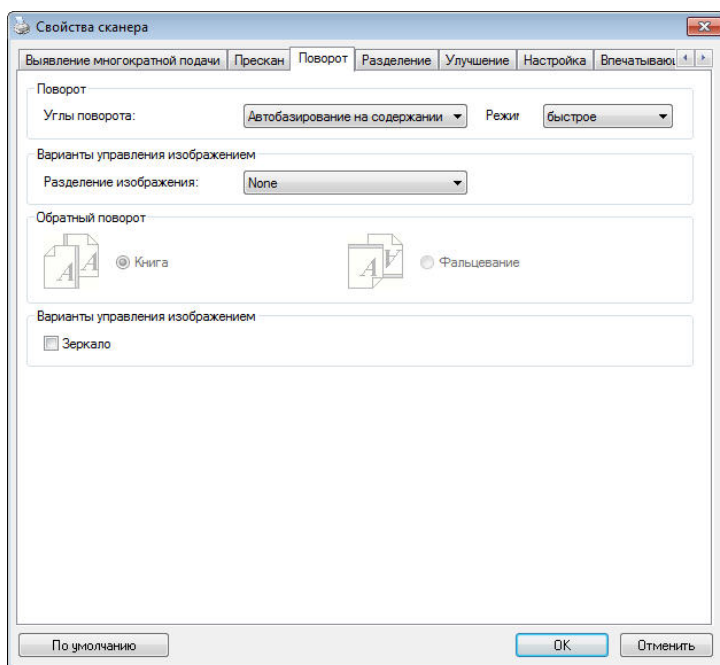 Свойства сканера
Выявление многократной подачи Прескан Поворот Разделение Улучшение Настройка Впечатываю
Поворот
Углы поворота: Автобазирование на содержании Режи быстрое
Варианты управления изображением
Разделение изображения: None
Обратный поворот
A A Книга A A Фальцевание
Варианты управления изображением
Зеркало
По умолчанию OK Отменить